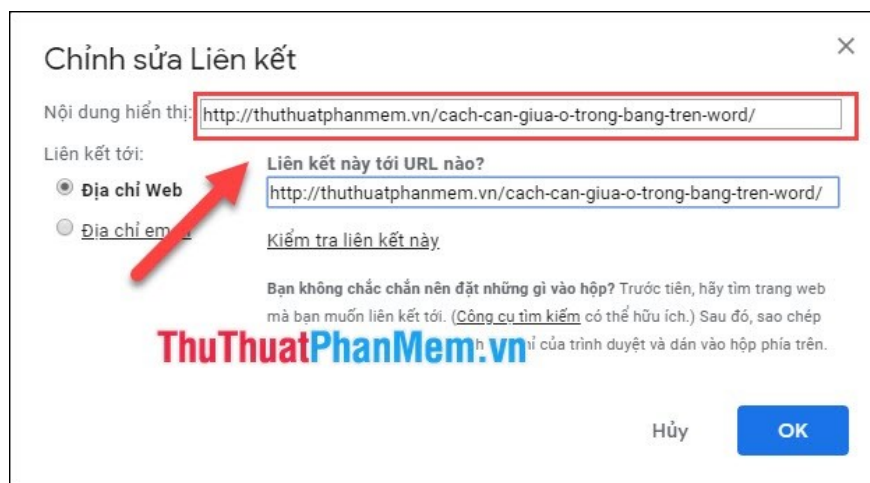 Chỉnh sửa Liên kết
Nội dung hiển thị: http://thuthuatphanmem.vn/cach-can-giua-o-trong-bang-tren-word/
Liên kết tới:
Địa chỉ Web
Địa chỉ
Liên kết này tới URL nào?
http://thuthuatphanmem.vn/cach-can-giua-o-trong-bang-tren-word/
Kiểm tra liên kết này
Bạn không chắc chắn nên đặt những gì vào hộp? Trước tiên, hãy tìm trang web
mà bạn muốn liên kết tới. (Công cụ tìm kiếm có thể hữu ích.) Sau đó, sao chép
của trình duyệt và dán vào hộp phía trên.
ThuThuatPhanMem.vn
Hủy
OK